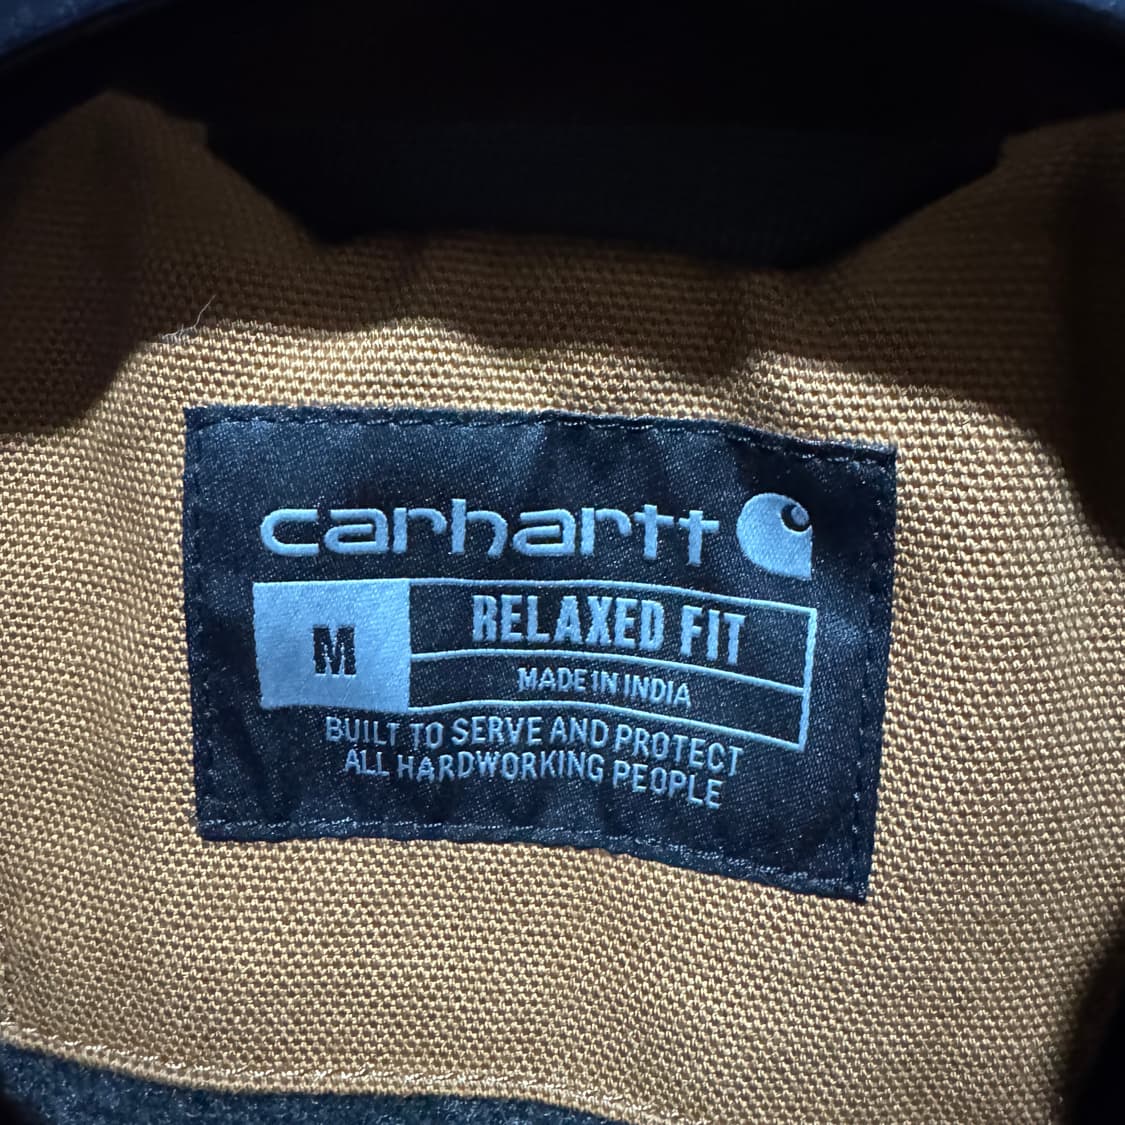 carhartt
M
RELAXED FIT
MADE IN INDIA
BUILT TO SERVE AND PROTECT
ALL HARDWORKING PEOPLE